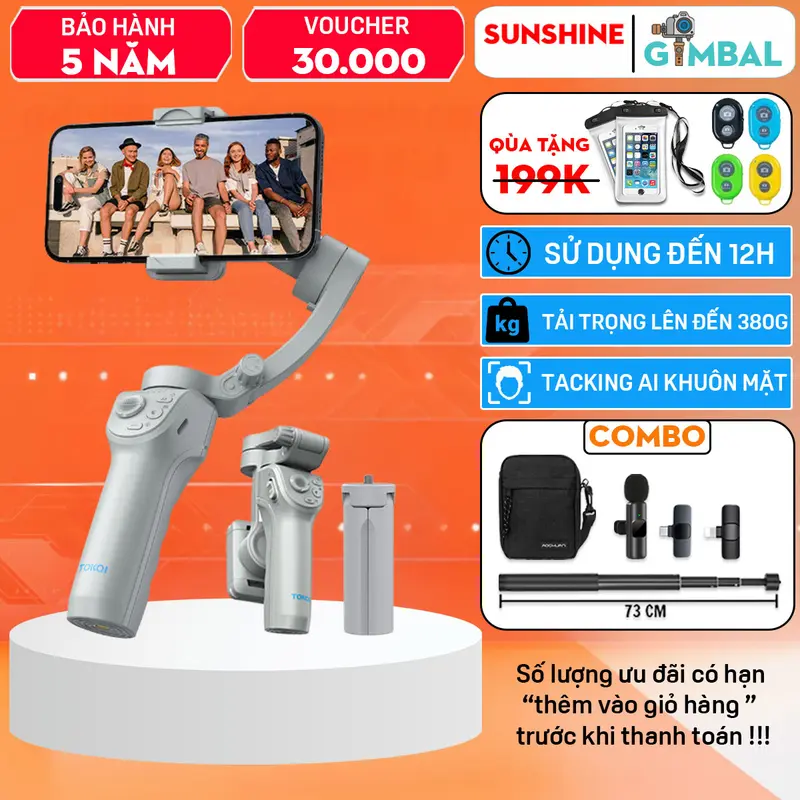 BẢO HÀNH
5 NĂM
VOUCHER
30.000
SUNSHINE
GIMBAL
QÙA TẶNG
199K
SỬ DỤNG ĐẾN 12H
kg
TẢI TRỌNG LÊN ĐẾN 380G
TACKING AI KHUÔN MẶT
COMBO
AOCHUAN
73 CM
TOKQI
TOKQI
Số lượng ưu đãi có hạn
“thêm vào giỏ hàng ”
trước khi thanh toán !!!